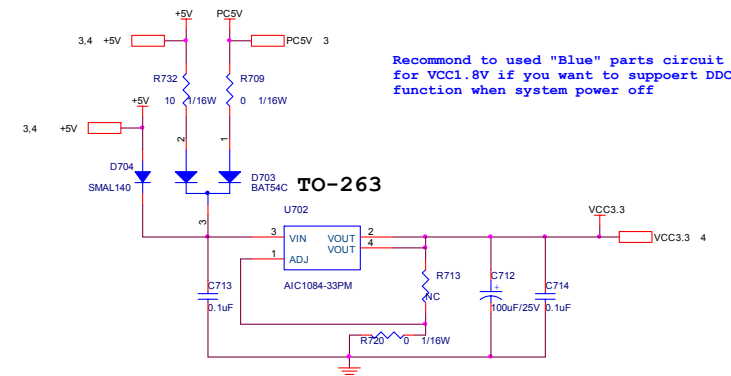 +5V PC5V
3,4 +5V PC5V 3
Recommond to used "Blue" parts circuit
for VCC1.8V if you want to suppoert DDC
function when system power off
R732 R709
10 1/16W 0 1/16W
+5V
3,4 +5V
2 1
D704
SMAL140
D703
BAT54C
TO-263
3
U702
VCC3.3
3 VIN VOUT 2
VOUT 4
1 ADJ
VCC3.3 4
AIC1084-33PM
C713
0.1uF
R713
NC
C712
+
100uF/25V
C714
0.1uF
R720 0 1/16W